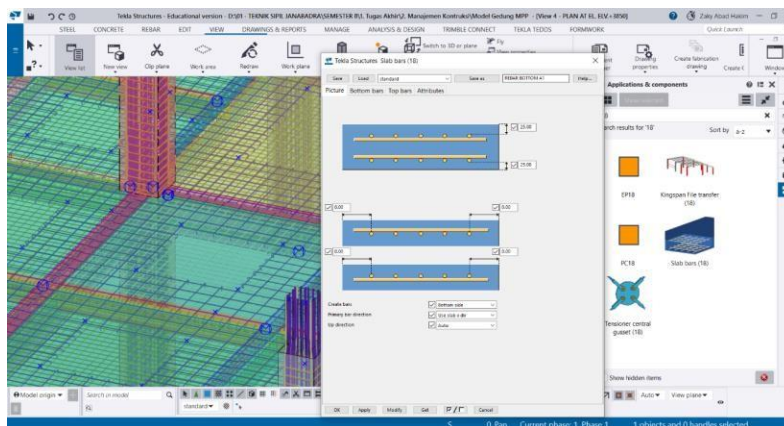 Tekla Structures - Educational version - D:\01 - TEKNIK SIPIL JANABADRA\SEMESTER 8\1. Tugas Akhir\2. Manajemen Kontruksi\Model Gedung MPP - [View 4 - PLAN AT EL. ELV +8050]
Zaky Abad Hakim
STEEL CONCRETE REBAR EDIT VIEW DRAWINGS & REPORTS MANAGE ANALYSIS & DESIGN TRIMBLE CONNECT TEKLA TEDDS FORMWORK
Quick Launch
Switch to 3D or plane
Fly
View list New view Clip plane Work area Redraw Work plane
Drawing properties
Create fabrication drawing
Window
Tekla Structures Slab bars (18)
Save Load standard Save as REBAR BOTTOM A1 Help...
Picture Bottom bars Top bars Attributes
25.00
25.00
0.00 0.00
0.00 0.00
Create bars Bottom side
Primary bar direction
Up direction Auto
OK Apply Modify Get Cancel
Applications & components
arch results for '18'
Sort by a-z
EP18
Kingspan File transfer (18)
PC18
Slab bars (18)
Tensioner central gusset (18)
Show hidden items
Model origin
Search in model
standard
Auto
View plane
Pan
Current phase: 1, Phase 1
1 objects and 0 handles selected